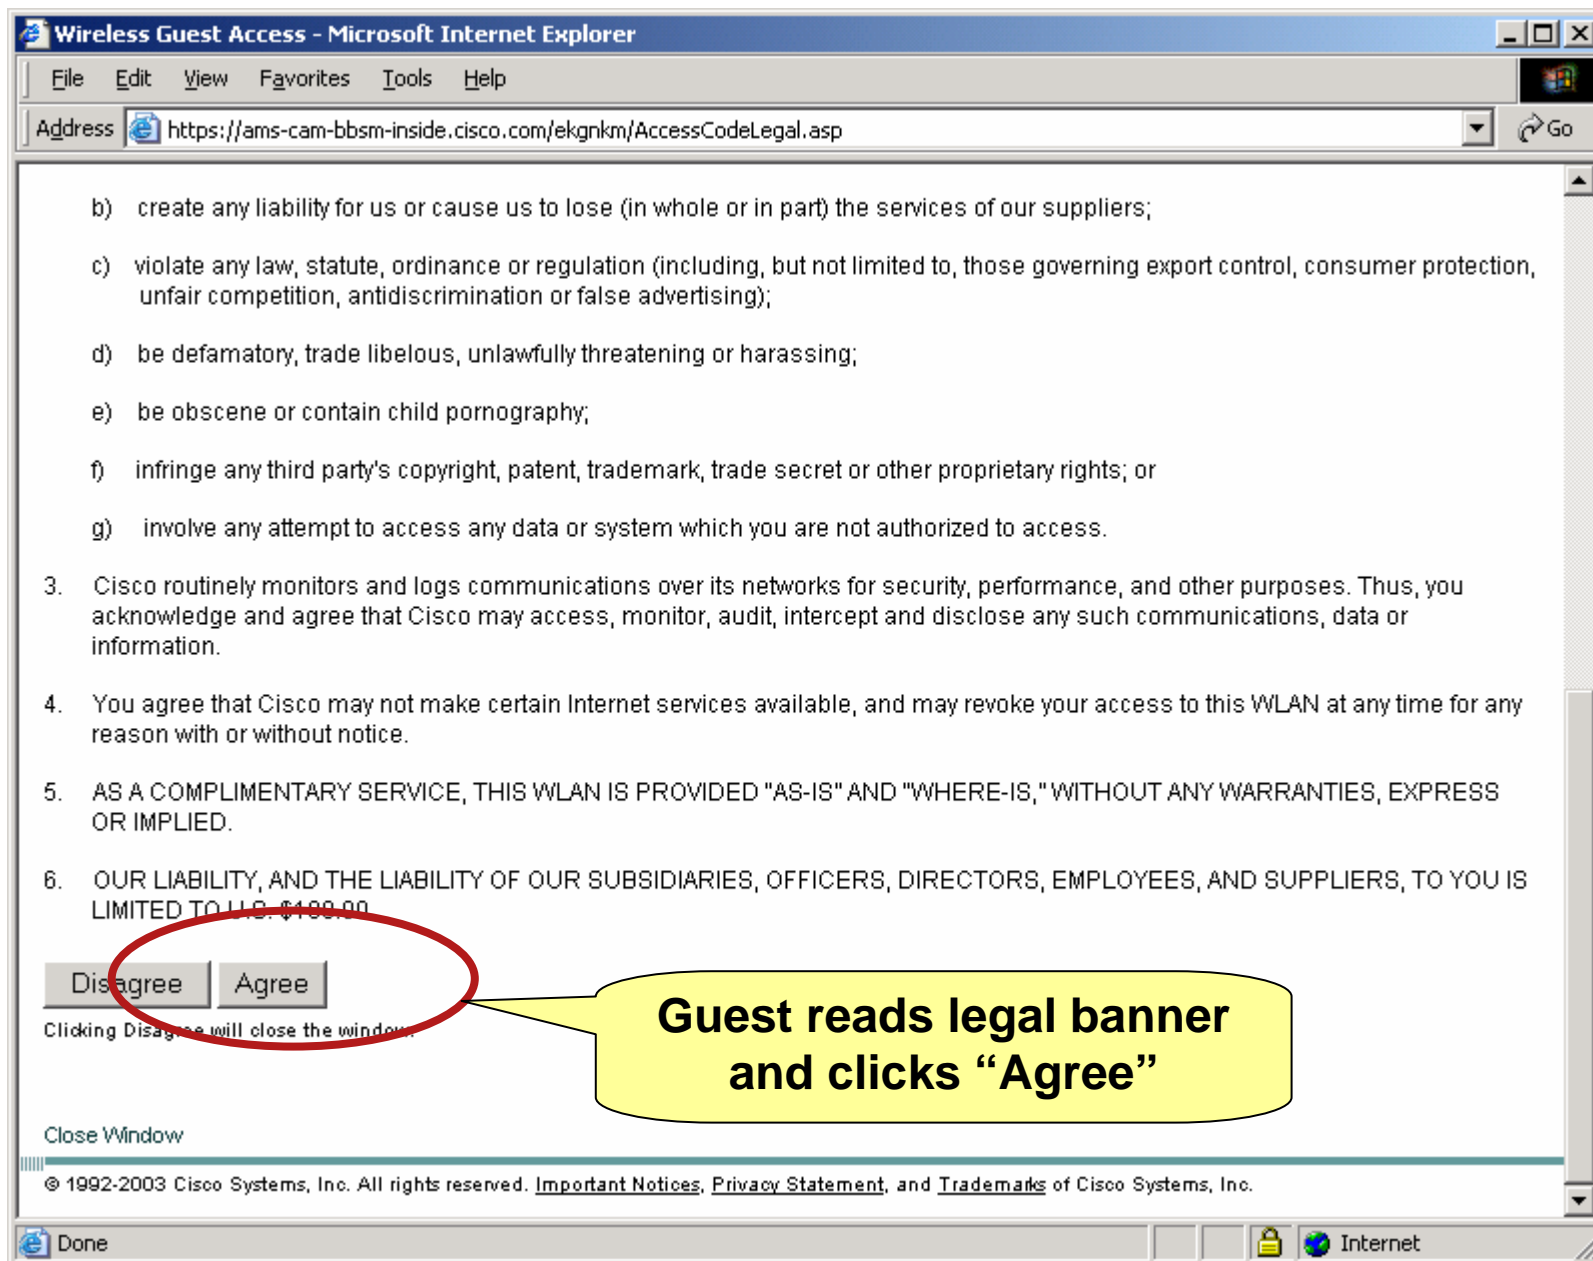 Wireless Guest Access - Microsoft Internet Explorer
File Edit View Favorites Tools Help
Address https://ams-cam-bbsm-inside.cisco.com/ekgnkm/AccessCodeLegal.asp Go
b) create any liability for us or cause us to lose (in whole or in part) the services of our suppliers;
c) violate any law, statute, ordinance or regulation (including, but not limited to, those governing export control, consumer protection,
unfair competition, antidiscrimination or false advertising);
d) be defamatory, trade libelous, unlawfully threatening or harassing;
e) be obscene or contain child pornography;
f) infringe any third party's copyright, patent, trademark, trade secret or other proprietary rights; or
g) involve any attempt to access any data or system which you are not authorized to access.
3. Cisco routinely monitors and logs communications over its networks for security, performance, and other purposes. Thus, you
acknowledge and agree that Cisco may access, monitor, audit, intercept and disclose any such communications, data or
information.
4. You agree that Cisco may not make certain Internet services available, and may revoke your access to this WLAN at any time for any
reason with or without notice.
5. AS A COMPLIMENTARY SERVICE, THIS WLAN IS PROVIDED "AS-IS" AND "WHERE-IS," WITHOUT ANY WARRANTIES, EXPRESS
OR IMPLIED.
6. OUR LIABILITY, AND THE LIABILITY OF OUR SUBSIDIARIES, OFFICERS, DIRECTORS, EMPLOYEES, AND SUPPLIERS, TO YOU IS
LIMITED TO U.S. $100.00
Disagree Agree
Clicking Disagree will close the window.
Guest reads legal banner
and clicks “Agree”
Close Window
© 1992-2003 Cisco Systems, Inc. All rights reserved. Important Notices, Privacy Statement, and Trademarks of Cisco Systems, Inc.
Done Internet